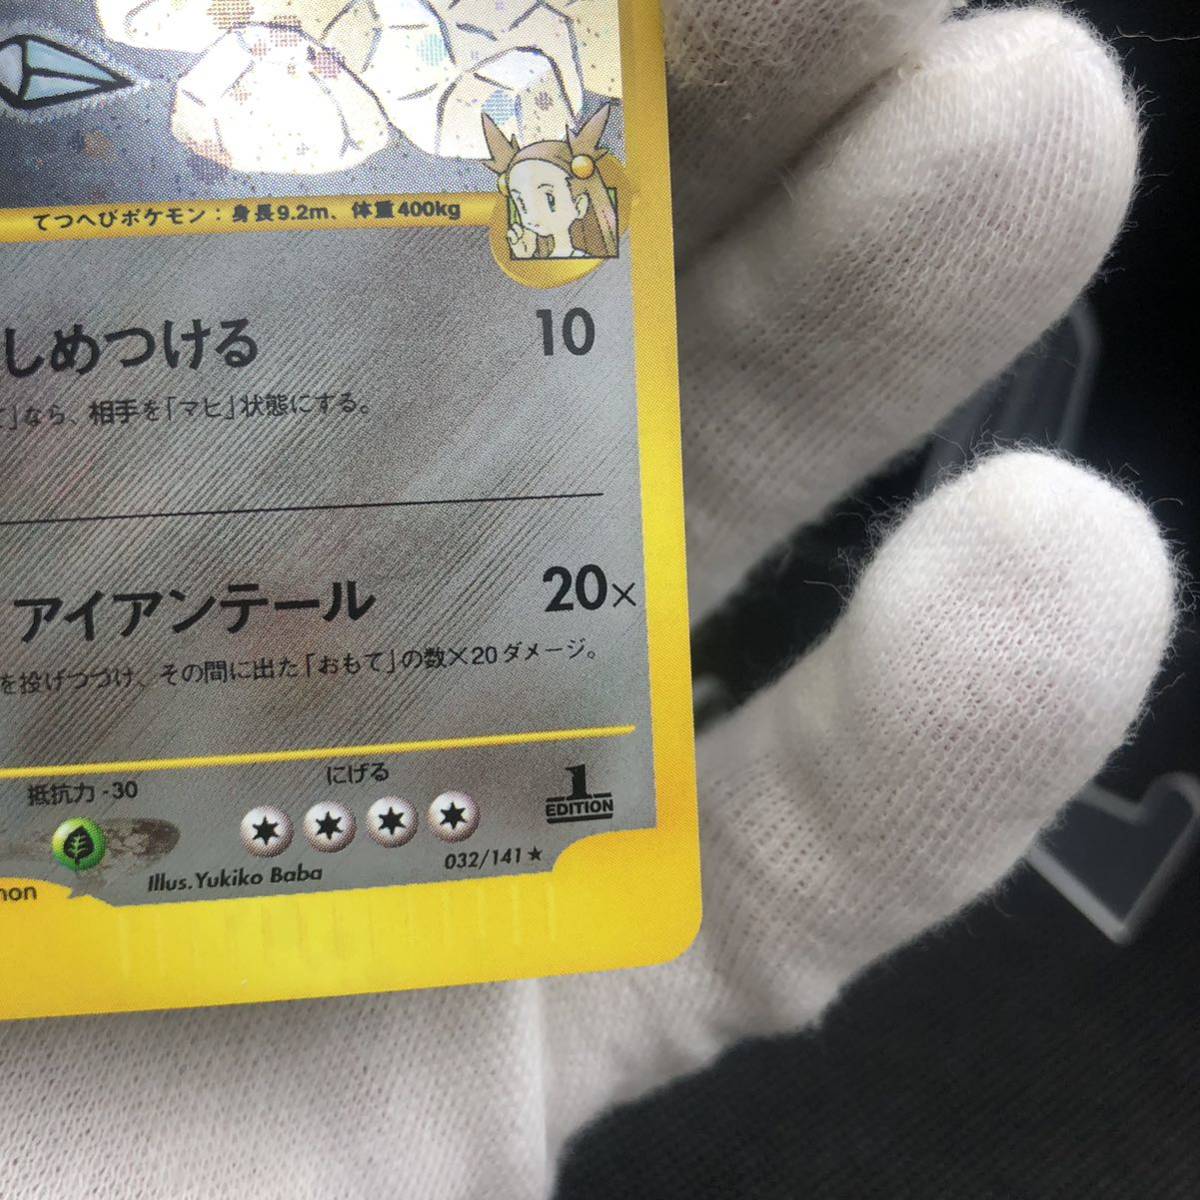 てつへびポケモン：身長9.2m、体重400kg
しめつける 10
」なら、相手を「マヒ」状態にする。
アイアンテール 20×
を投げつづけ、その間に出た「おもて」の数×20ダメージ。
抵抗力 -30 にげる
1
EDITION
Illus. Yukiko Baba 032/141 ★